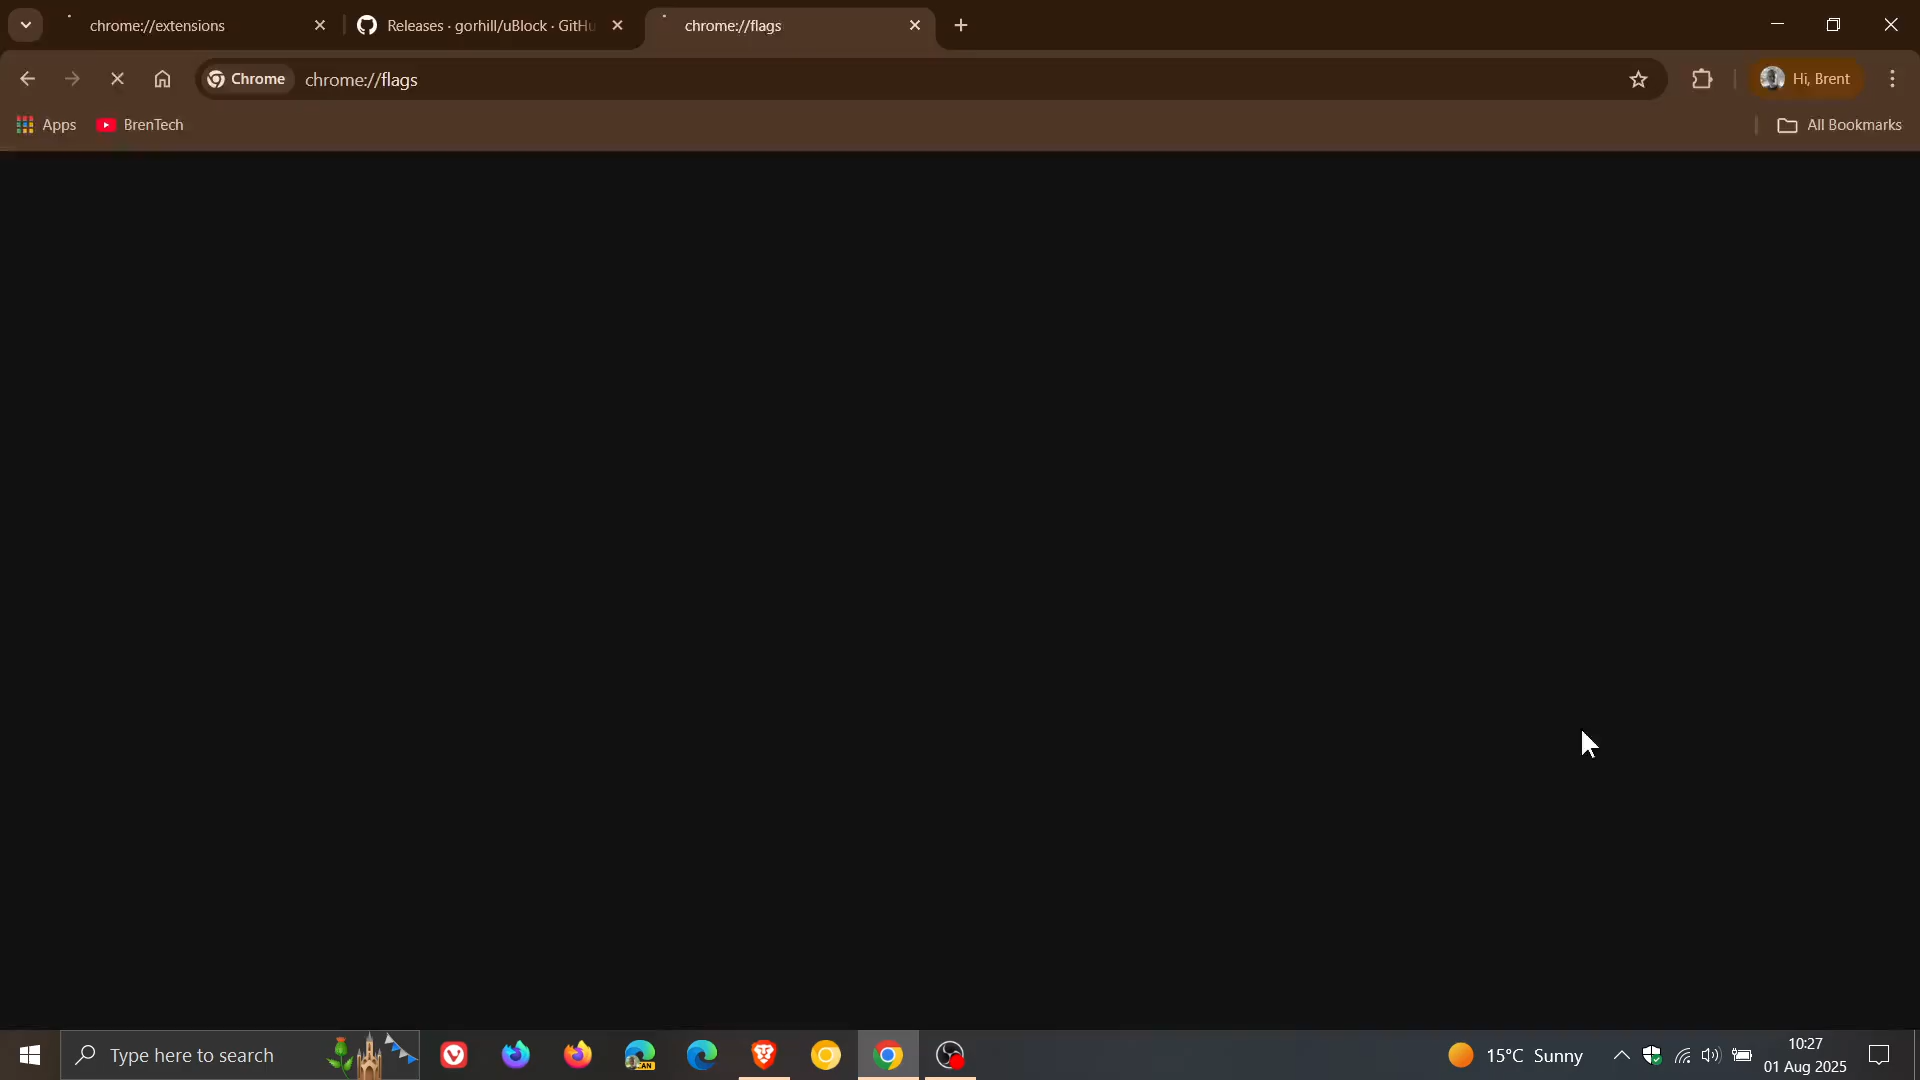 chrome://extensions
Releases · gorhill/uBlock · GitHu
chrome://flags
Chrome
chrome://flags
Hi, Brent
Apps
BrenTech
All Bookmarks
Type here to search
CAN
15°C Sunny
10:27
01 Aug 2025